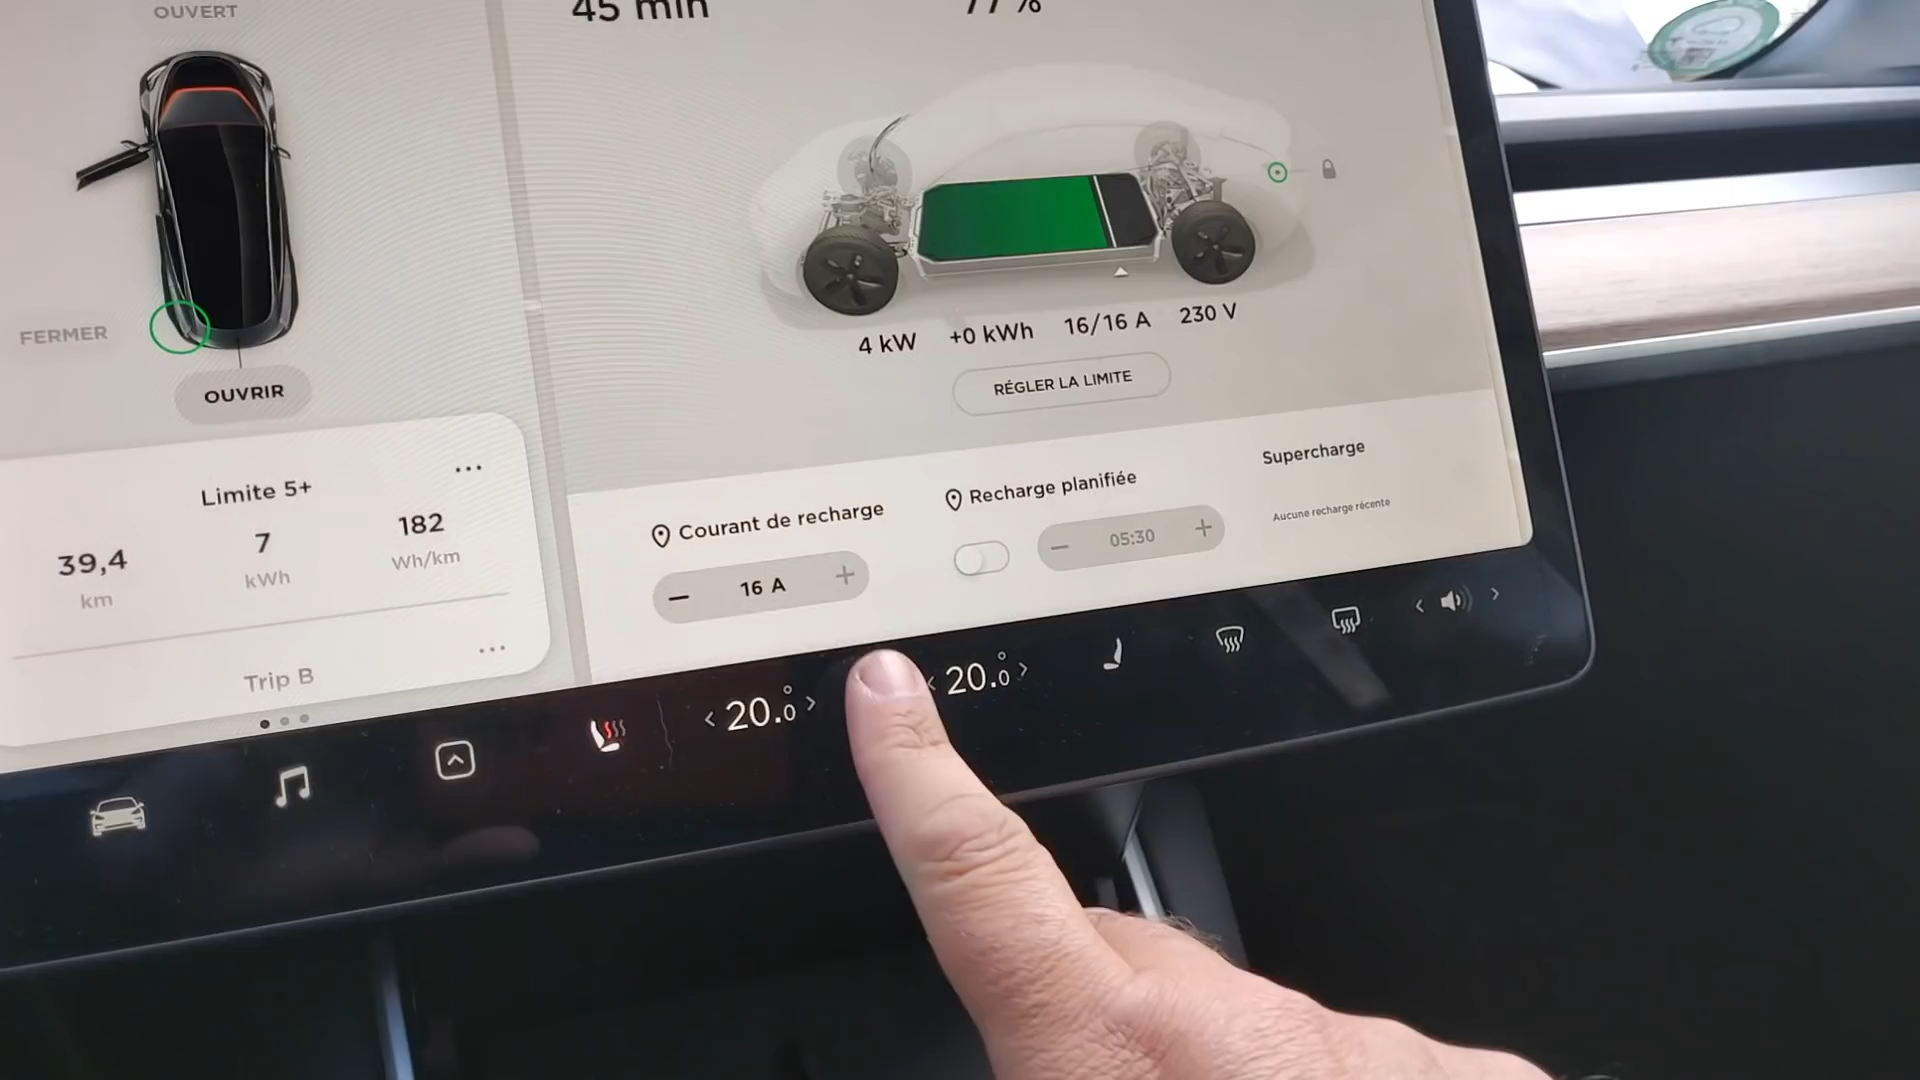 OUVERT
45 min
77 %
FERMER
OUVRIR
4 kW +0 kWh 16/16 A 230 V
RÉGLER LA LIMITE
Limite 5+
...
39,4
km
7
kWh
182
Wh/km
Trip B
...
Courant de recharge
− 16 A +
Recharge planifiée
− 05:30 +
Supercharge
Aucune recharge récente
< 20.0° >
< 20.0° >